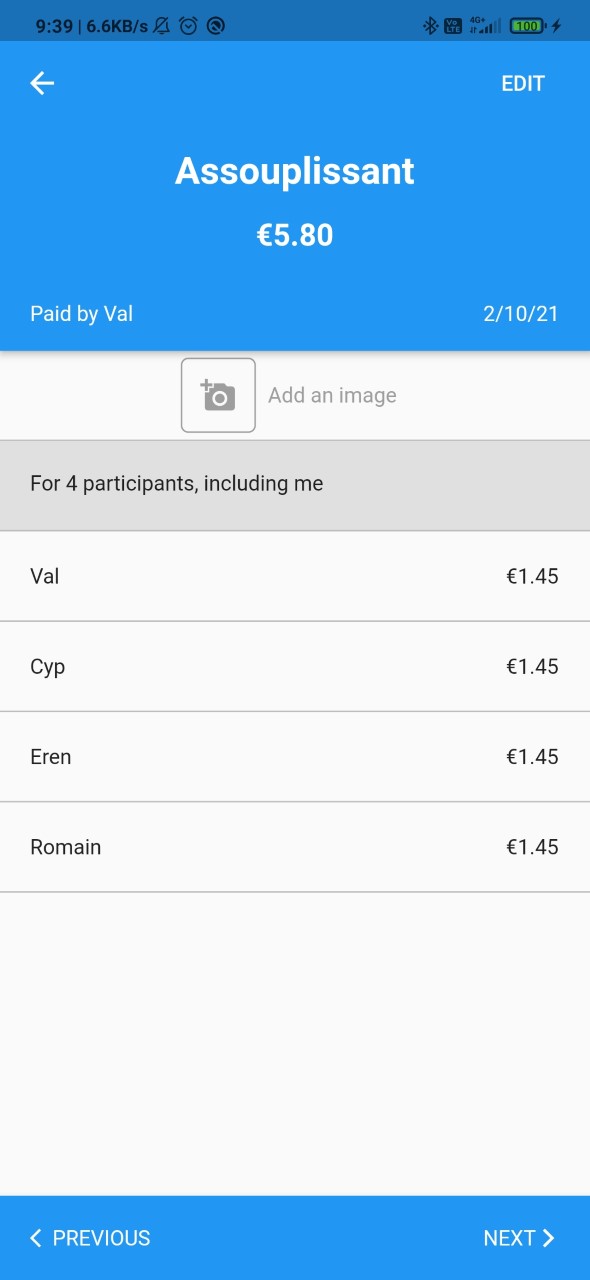 9:39 | 6.6KB/s Vo LTE 4G+ 100
EDIT
Assouplissant
€5.80
Paid by Val 2/10/21
Add an image
For 4 participants, including me
Val €1.45
Cyp €1.45
Eren €1.45
Romain €1.45
PREVIOUS NEXT